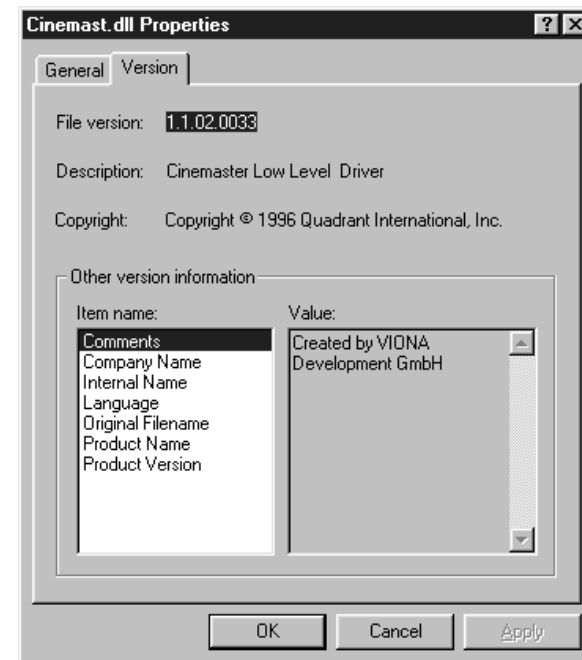 Cinemast.dll Properties
General Version
File version: 1.1.02.0033
Description: Cinemaster Low Level Driver
Copyright: Copyright © 1996 Quadrant International, Inc.
Other version information
Item name: Value:
Comments
Company Name
Internal Name
Language
Original Filename
Product Name
Product Version
Created by VIONA
Development GmbH
OK Cancel Apply